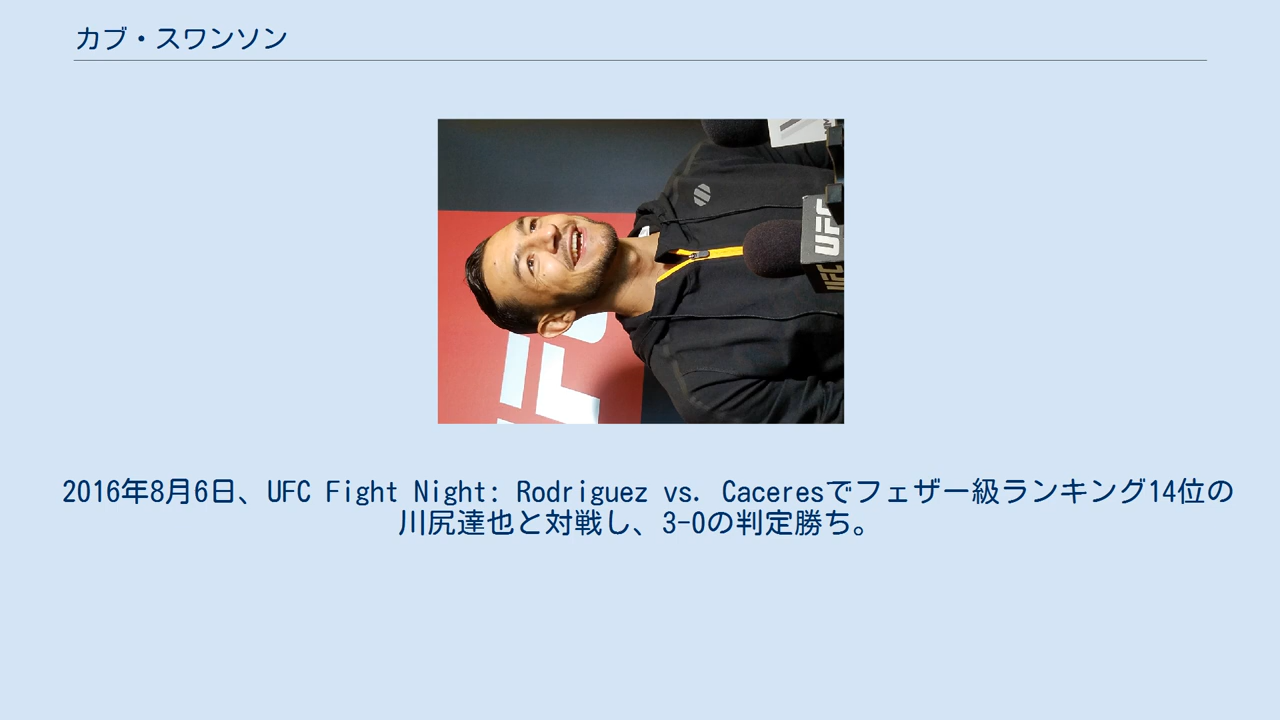 カブ・スワンソン
UFC
UFC
UF
2016年8月6日、UFC Fight Night: Rodriguez vs. Caceresでフェザー級ランキング14位の
川尻達也と対戦し、3-0の判定勝ち。